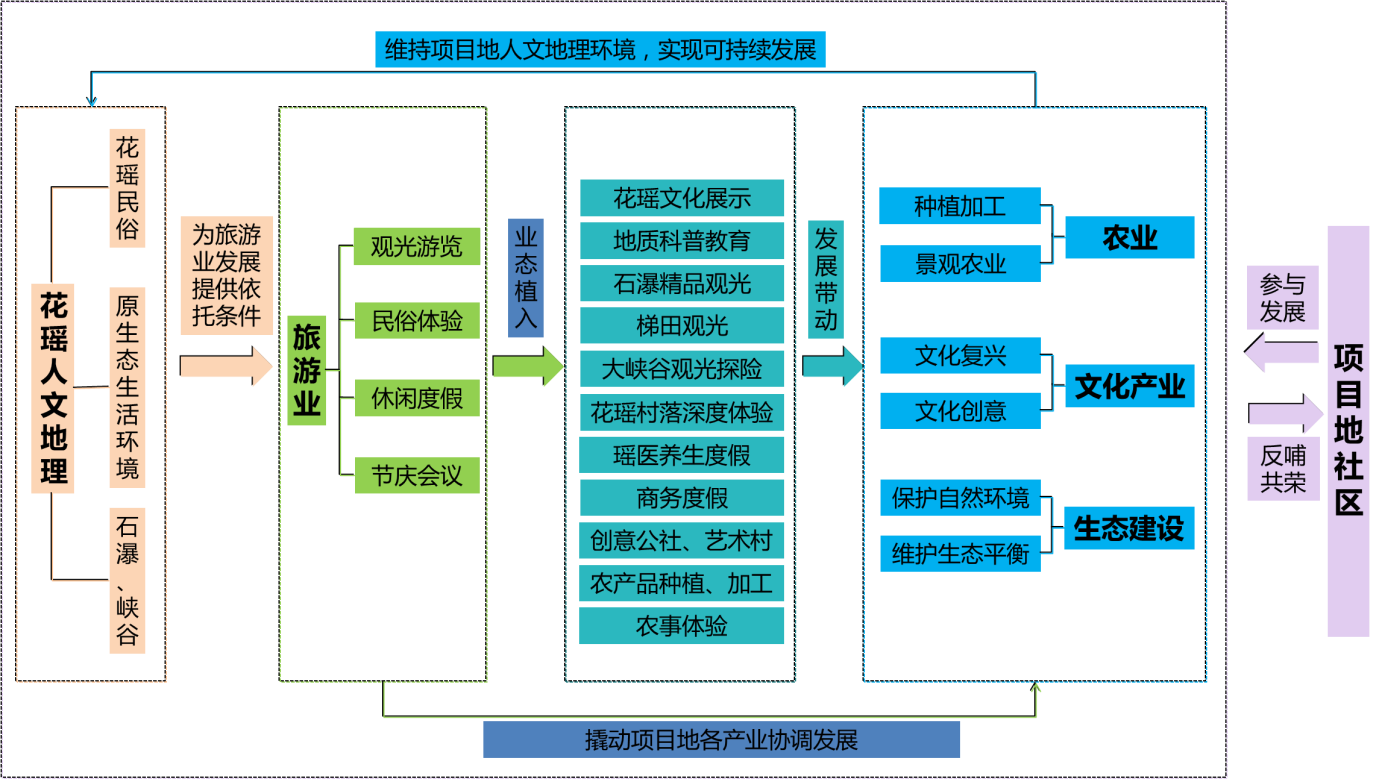 维持项目地人文地理环境，实现可持续发展
花瑶人文地理
花瑶民俗
原生态生活环境
石瀑、峡谷
为旅游
业发展
提供依
托条件
旅游业
观光游览
民俗体验
休闲度假
节庆会议
业态植入
花瑶文化展示
地质科普教育
石瀑精品观光
梯田观光
大峡谷观光探险
花瑶村落深度体验
瑶医养生度假
商务度假
创意公社、艺术村
农产品种植、加工
农事体验
发展带动
种植加工
景观农业
农业
文化复兴
文化创意
文化产业
保护自然环境
维护生态平衡
生态建设
参与
发展
反哺
共荣
项目地社区
撬动项目地各产业协调发展